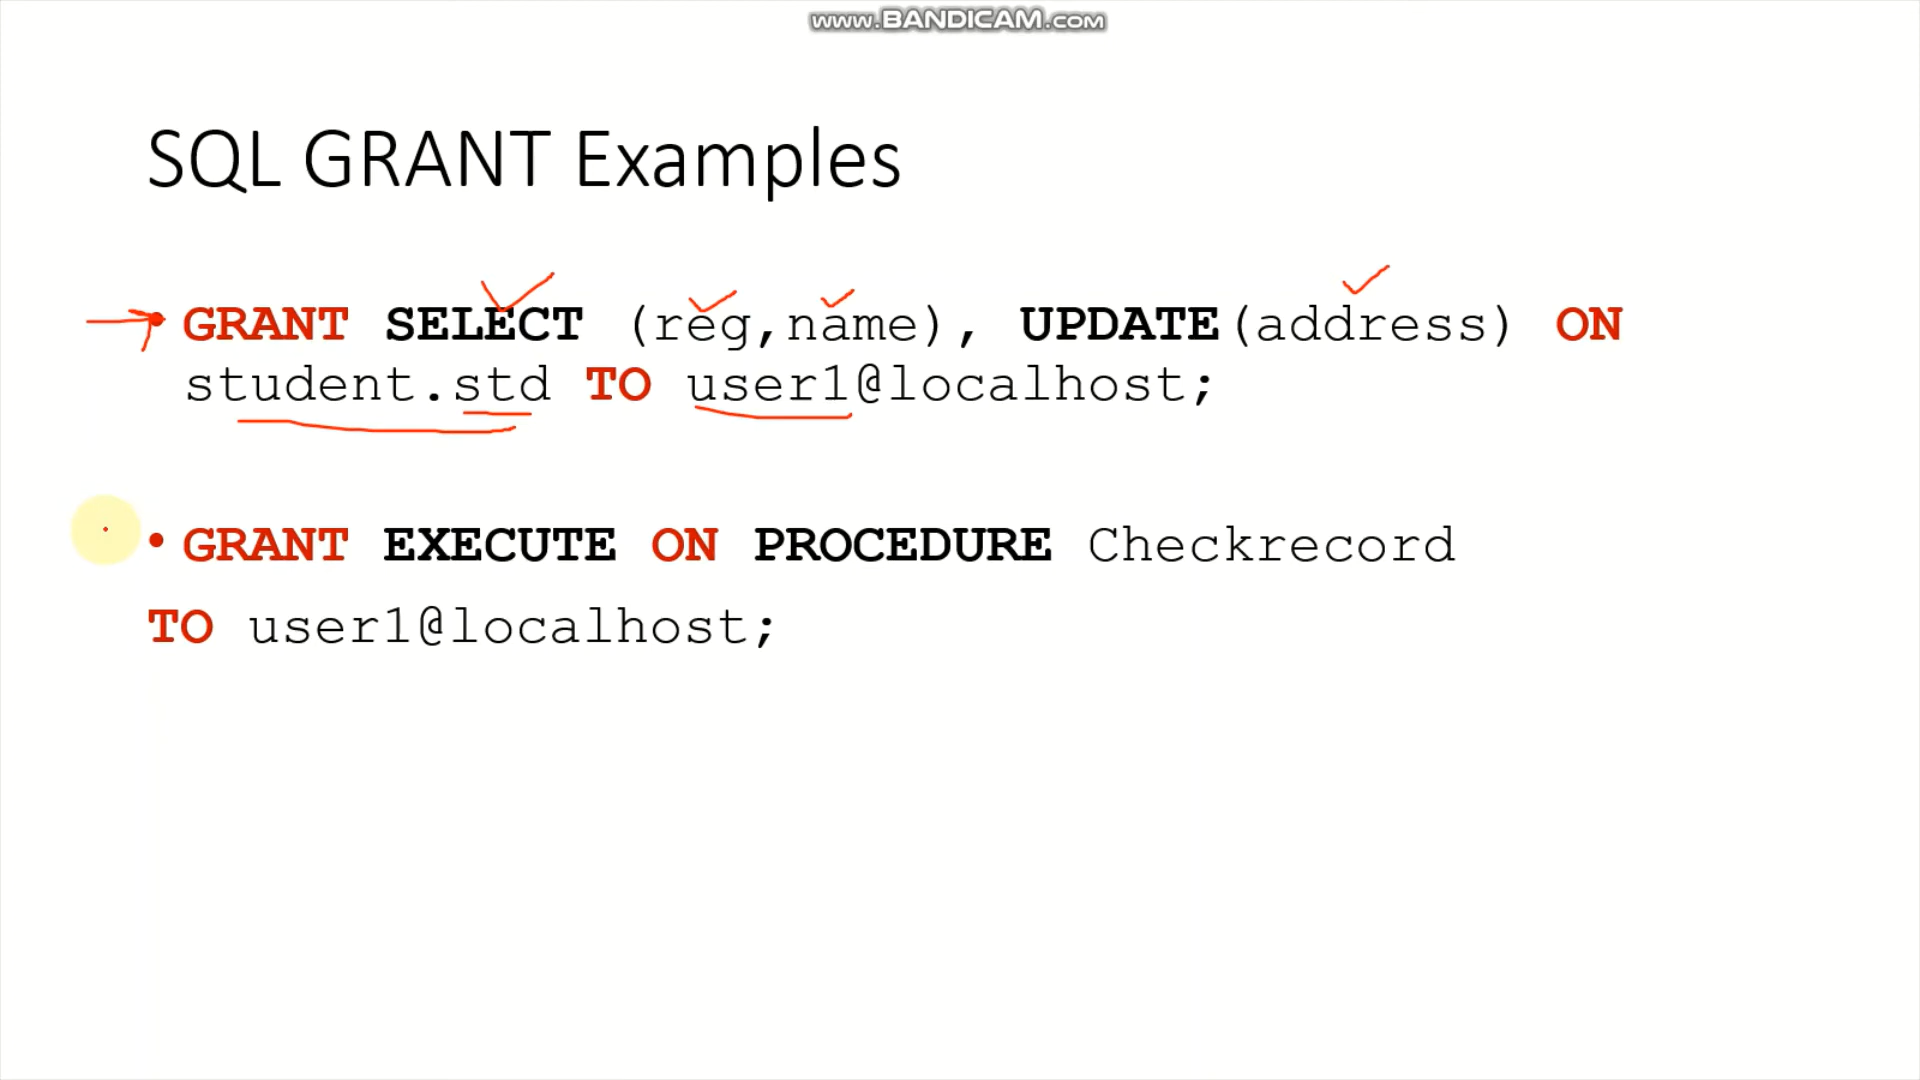 www.BANDICAM.com
SQL GRANT Examples
• GRANT SELECT (reg,name), UPDATE(address) ON
student.std TO user1@localhost;
• GRANT EXECUTE ON PROCEDURE Checkrecord
TO user1@localhost;